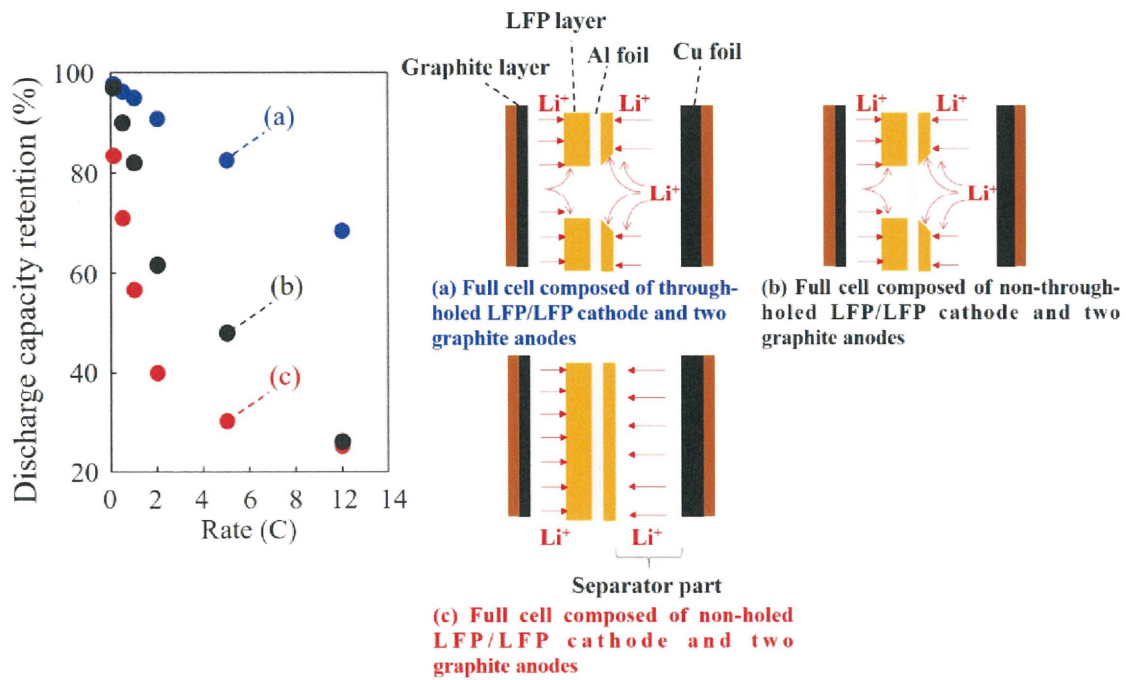 Discharge capacity retention (%)
100
80
60
40
20
0
2
4
6
8
10
12
14
Rate (C)
(a)
(b)
(c)
LFP layer
Graphite layer
Al foil
Cu foil
Li⁺
Li⁺
Li⁺
(a) Full cell composed of through-
holed LFP/LFP cathode and two
graphite anodes
Li⁺
Li⁺
Li⁺
(b) Full cell composed of non-through-
holed LFP/LFP cathode and two
graphite anodes
Li⁺
Li⁺
Separator part
(c) Full cell composed of non-holed
LFP/LFP cathode and two
graphite anodes